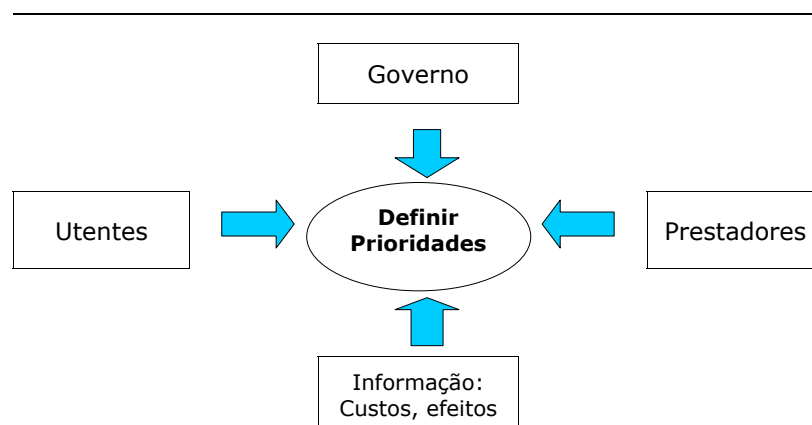 Governo
Utentes
Definir
Prioridades
Prestadores
Informação:
Custos, efeitos